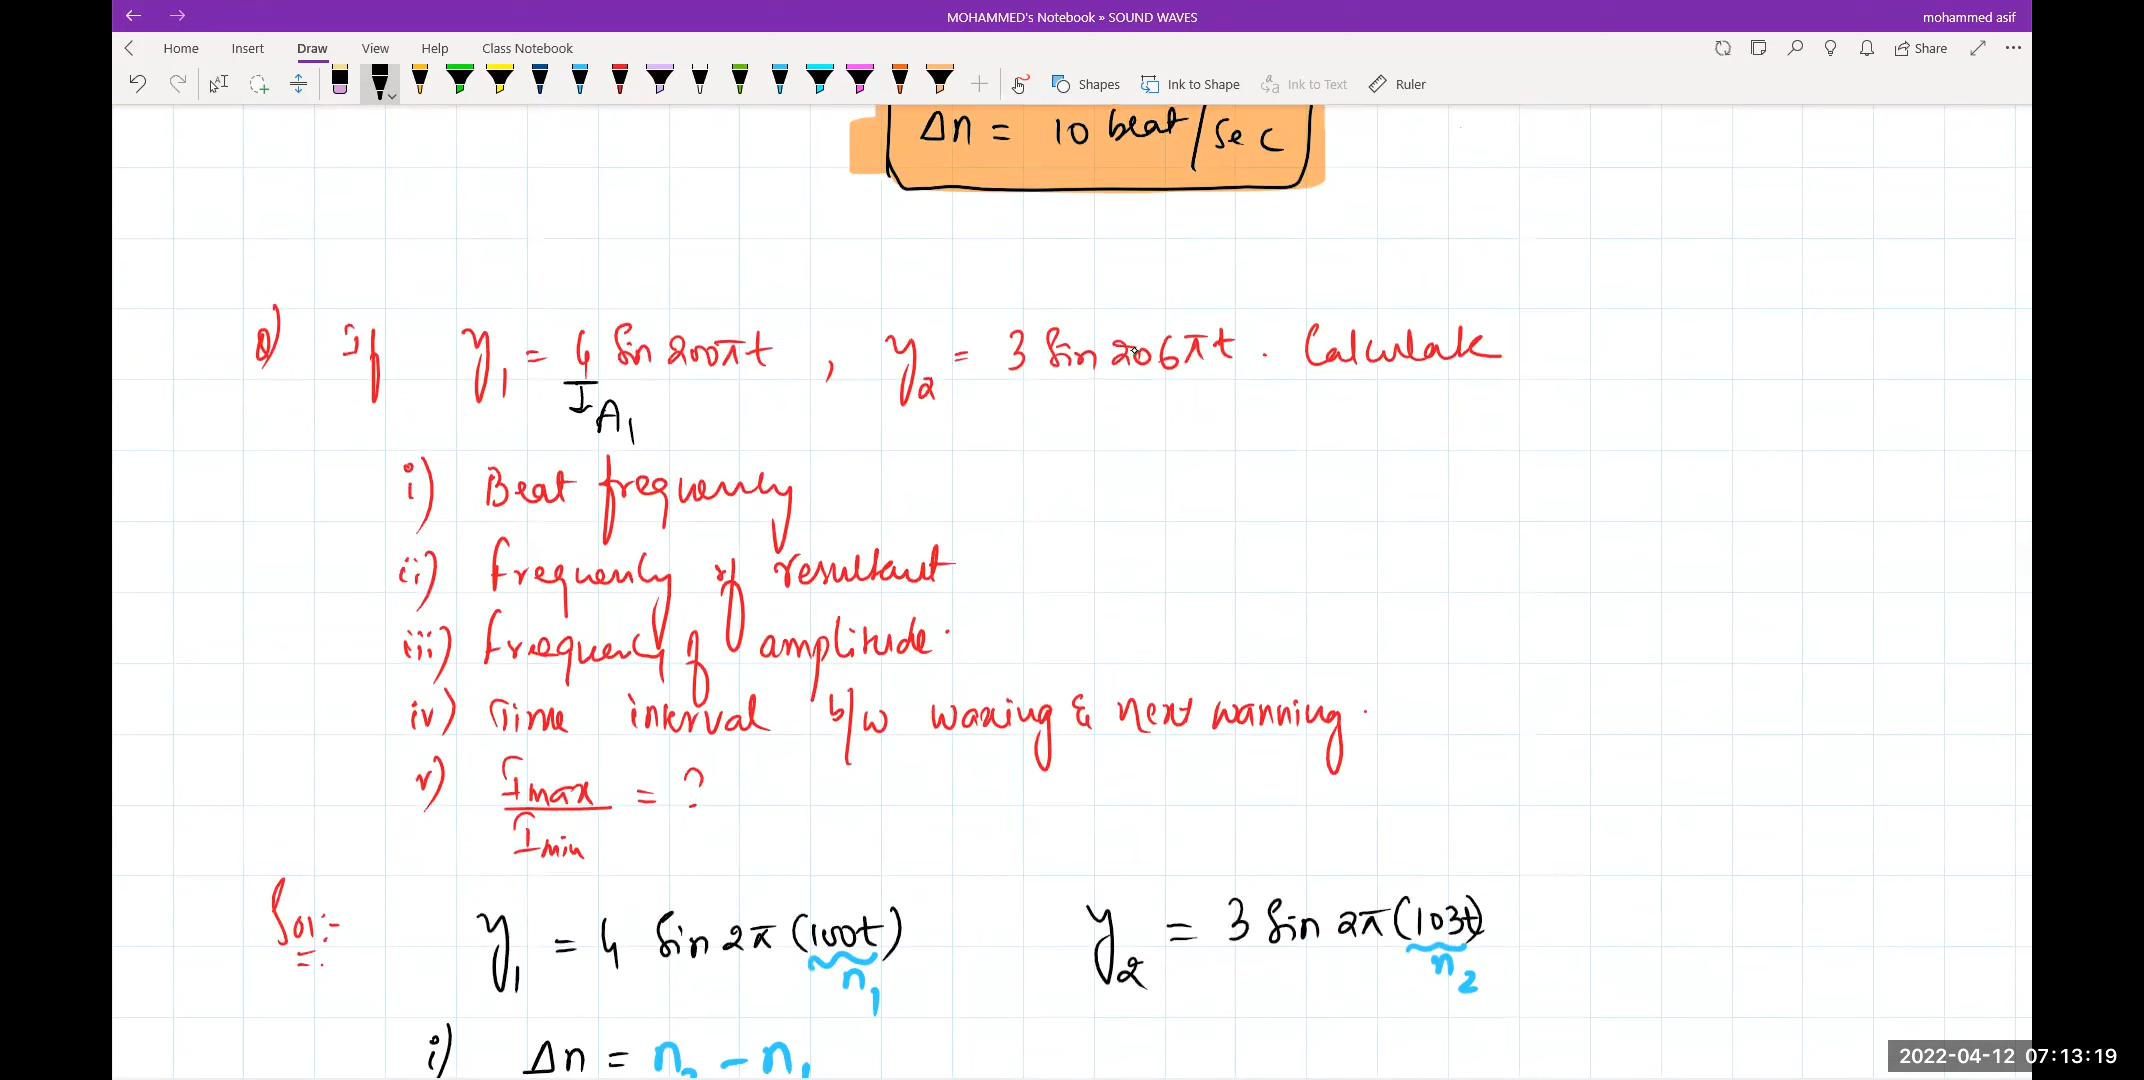 MOHAMMED's Notebook » SOUND WAVES
mohammed asif
Home Insert Draw View Help Class Notebook Share
Shapes Ink to Shape Ink to Text Ruler
Δn = 10 beat/sec
Q) If y₁ = 4 Sin 200πt , y₂ = 3 Sin 206πt . Calculate
A₁
i) Beat frequency
ii) frequency of resultant
iii) frequency of amplitude.
iv) Time interval b/w waxing & next wanning.
v) Imax / Imin = ?
Sol:-
y₁ = 4 Sin 2π (100t) y₂ = 3 Sin 2π (103t)
n₁ n₂
i) Δn = n₂ - n₁
2022-04-12 07:13:19